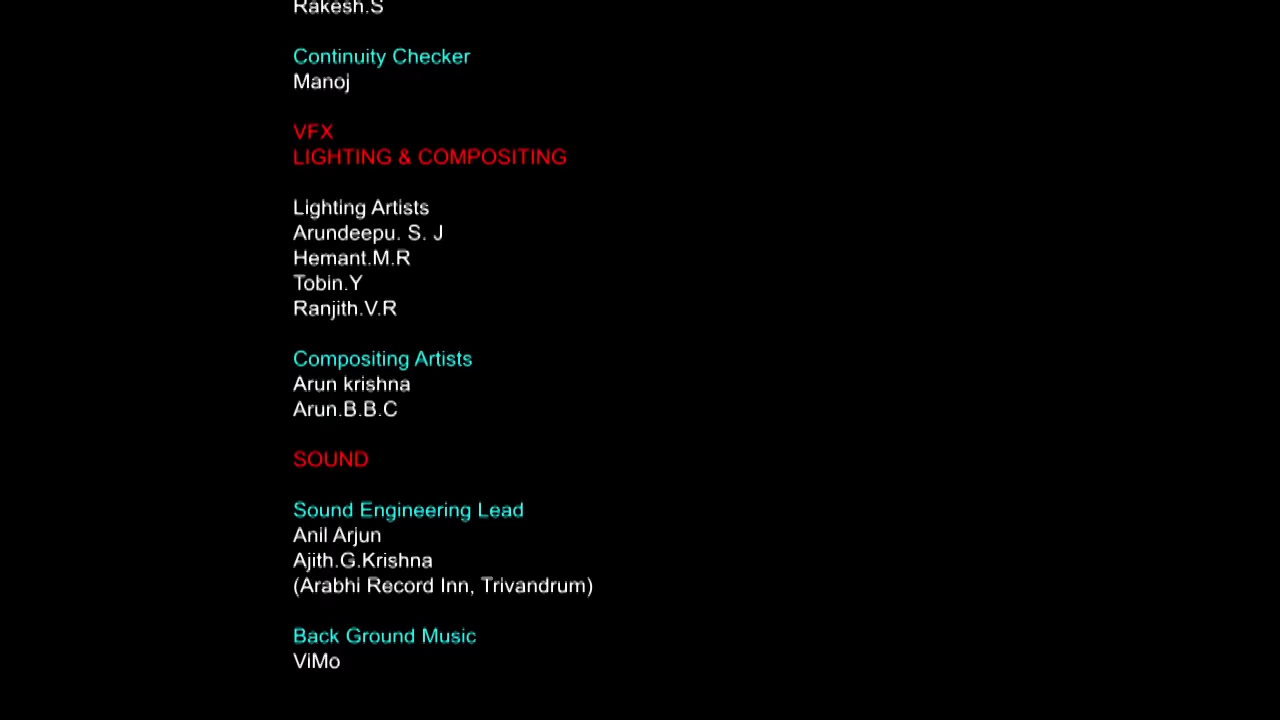 Rakesh.S
Continuity Checker
Manoj
VFX
LIGHTING & COMPOSITING
Lighting Artists
Arundeepu. S. J
Hemant.M.R
Tobin.Y
Ranjith.V.R
Compositing Artists
Arun krishna
Arun.B.B.C
SOUND
Sound Engineering Lead
Anil Arjun
Ajith.G.Krishna
(Arabhi Record Inn, Trivandrum)
Back Ground Music
ViMo